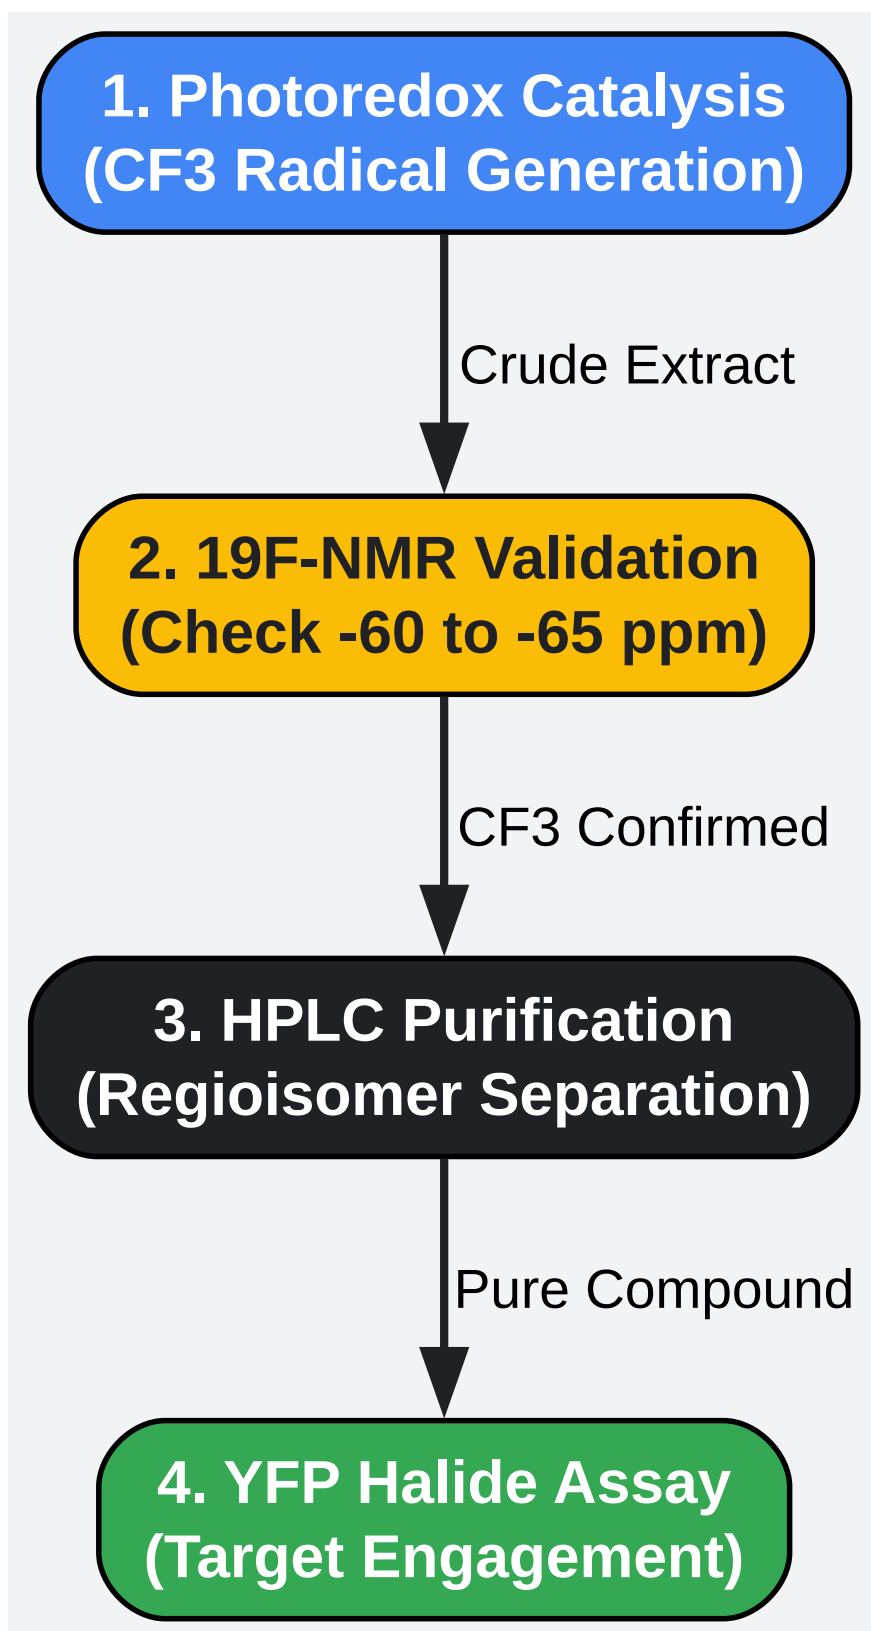 1. Photoredox Catalysis
(CF3 Radical Generation)
Crude Extract
2. 19F-NMR Validation
(Check -60 to -65 ppm)
CF3 Confirmed
3. HPLC Purification
(Regioisomer Separation)
Pure Compound
4. YFP Halide Assay
(Target Engagement)